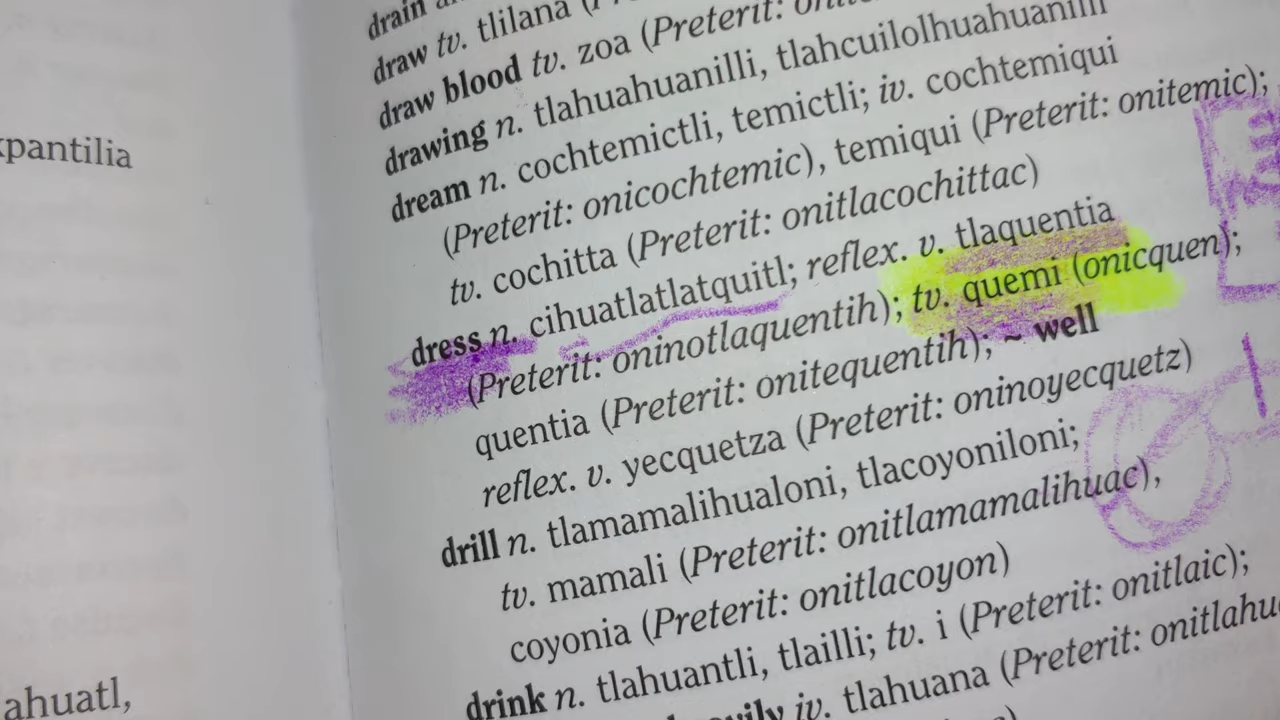 xpantilia
ahuatl,
drain
draw tv. tlilana
draw blood tv. zoa (Preterit:
drawing n. tlahuahuanilli, tlahcuilolhuahuanilli
dream n. cochtemictli, temictli; iv. cochtemiqui
(Preterit: onicochtemic), temiqui (Preterit: onitemic);
tv. cochitta (Preterit: onitlacochittac)
dress n. cihuatlatlatquitl; reflex. v. tlaquentia
(Preterit: oninotlaquentih); tv. quemi (onicquen);
quentia (Preterit: onitequentih); ~ well
reflex. v. yecquetza (Preterit: oninoyecquetz)
drill n. tlamamalihualoni, tlacoyoniloni;
tv. mamali (Preterit: onitlamamalihuac),
coyonia (Preterit: onitlacoyon)
drink n. tlahuantli, tlailli; tv. i (Preterit: onitlaic);
iv. tlahuana (Preterit: onitlahu